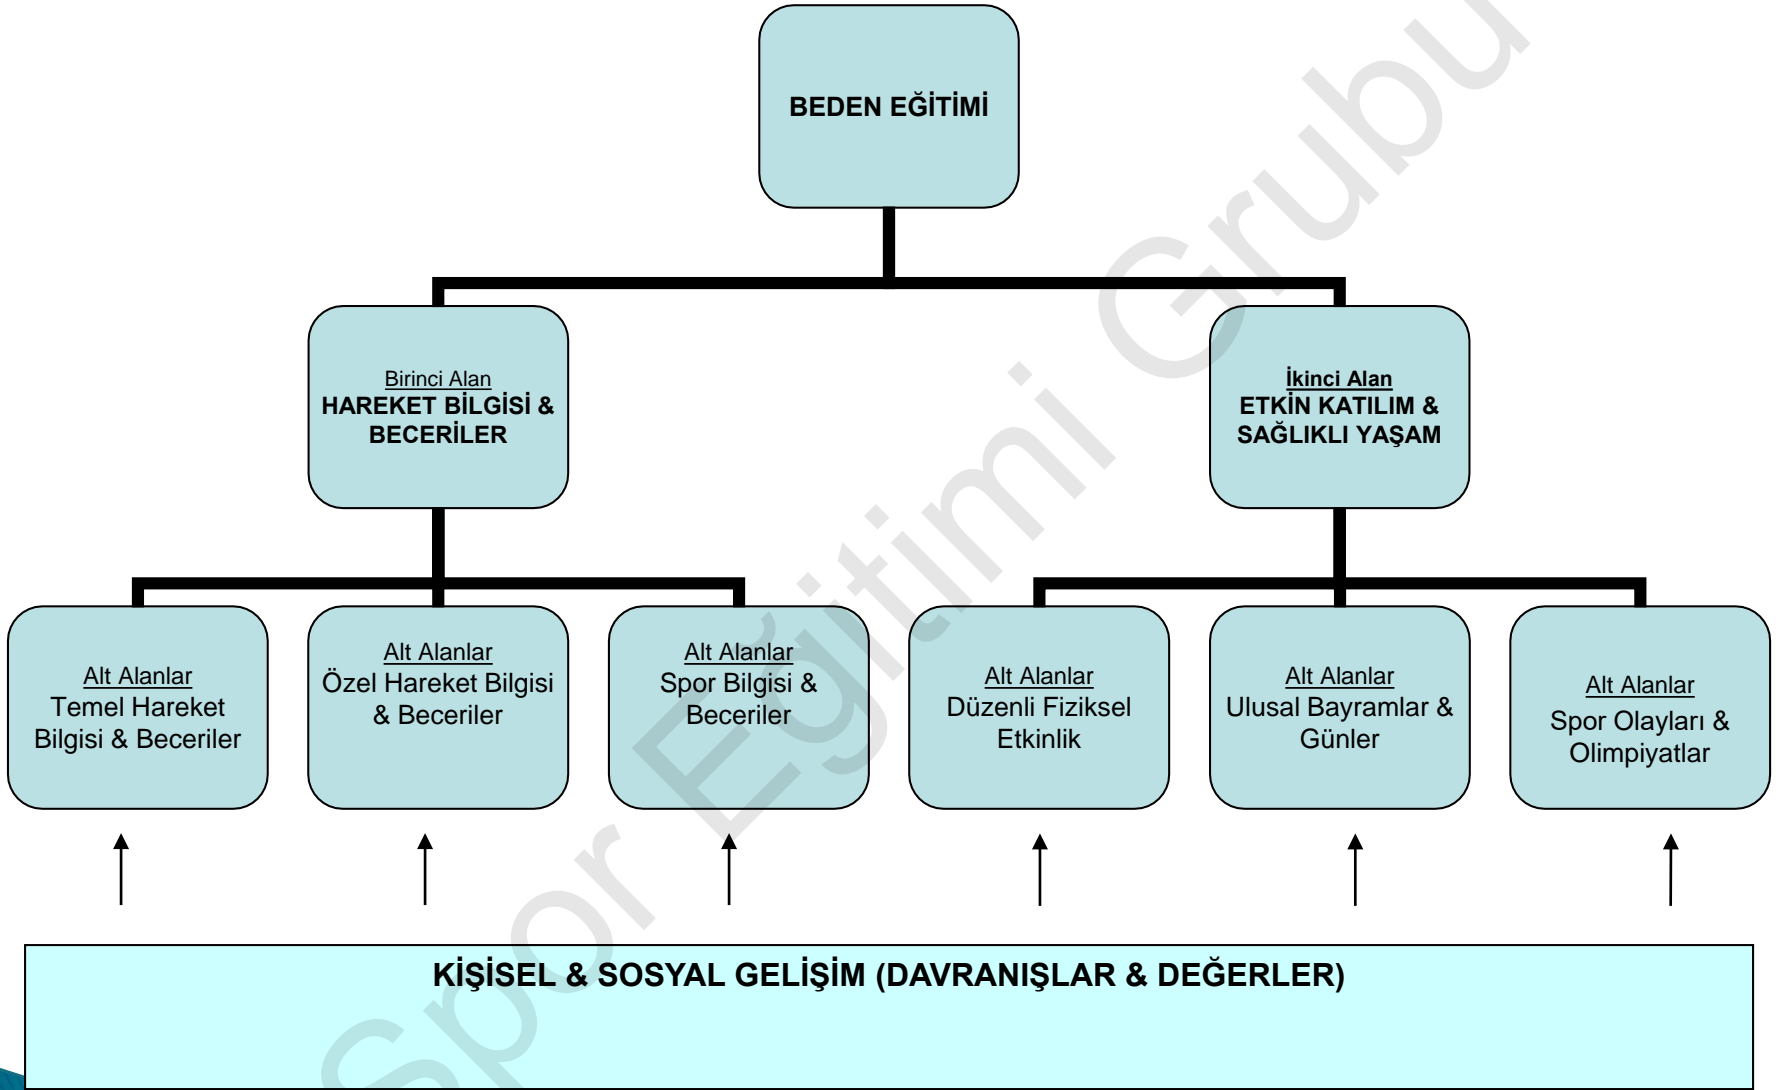 BEDEN EĞİTİMİ
Birinci Alan
HAREKET BİLGİSİ &
BECERİLER
İkinci Alan
ETKİN KATILIM &
SAĞLIKLI YAŞAM
Alt Alanlar
Temel Hareket
Bilgisi & Beceriler
Alt Alanlar
Özel Hareket Bilgisi
& Beceriler
Alt Alanlar
Spor Bilgisi &
Beceriler
Alt Alanlar
Düzenli Fiziksel
Etkinlik
Alt Alanlar
Ulusal Bayramlar &
Günler
Alt Alanlar
Spor Olayları &
Olimpiyatlar
KİŞİSEL & SOSYAL GELİŞİM (DAVRANIŞLAR & DEĞERLER)
Spor Eğitimi Grubu